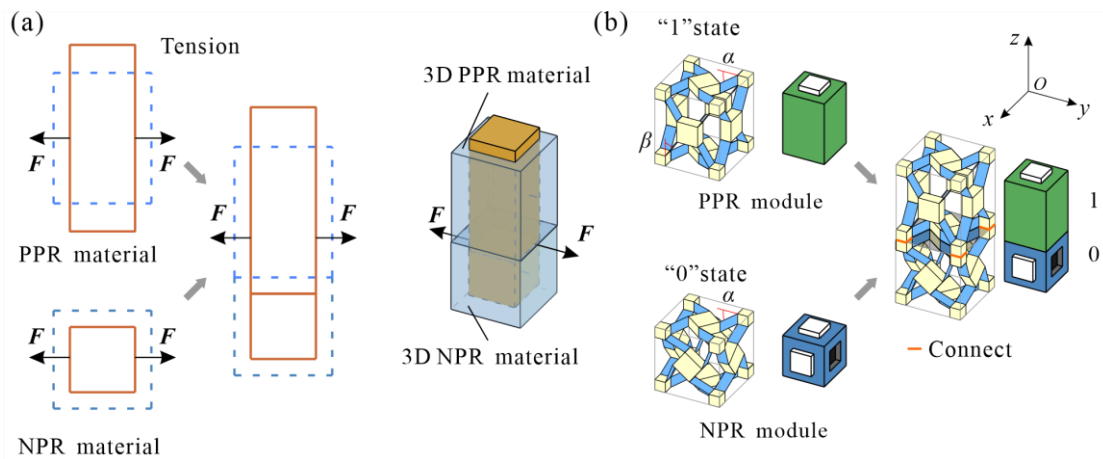 (a)
Tension
F
F
PPR material
F
F
NPR material
F
F
3D PPR material
F
F
3D NPR material
(b)
“1”state
α
β
PPR module
“0”state
α
NPR module
z
O
x
y
1
0
Connect